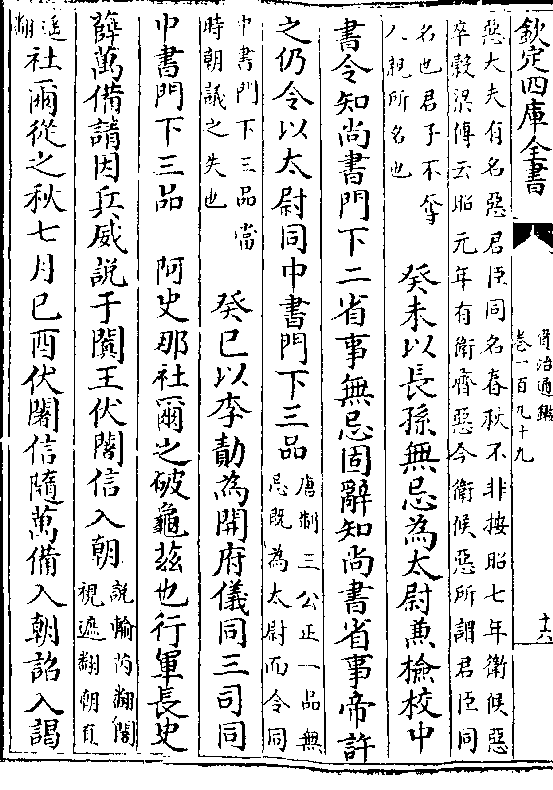 欽定四庫全書
資治通鑑
卷一百九十九
十六
惡大夫有名惡君臣同名春秋不非按昭七年衛候惡
卒穀梁傳云昭元年有衛齊惡今衛候惡所謂君臣同
名也君子不奪
人親所名也
癸未以長孫無忌為太尉兼檢校中
書令知尚書門下二省事無忌固辭知尚書省事帝許
之仍令以太尉同中書門下三品
唐制三公正一品無
忌既為太尉而令同
中書門下三品當
時朝議之失也
癸巳以李勣為開府儀同三司同
中書門下三品 阿史那社爾之破龜茲也行軍長史
薛萬備請因兵威說于闐王伏闍信入朝
說輸芮翻闍
視遮翻朝直
遥
翻
社爾從之秋七月己酉伏闍信隨萬備入朝詔入謁